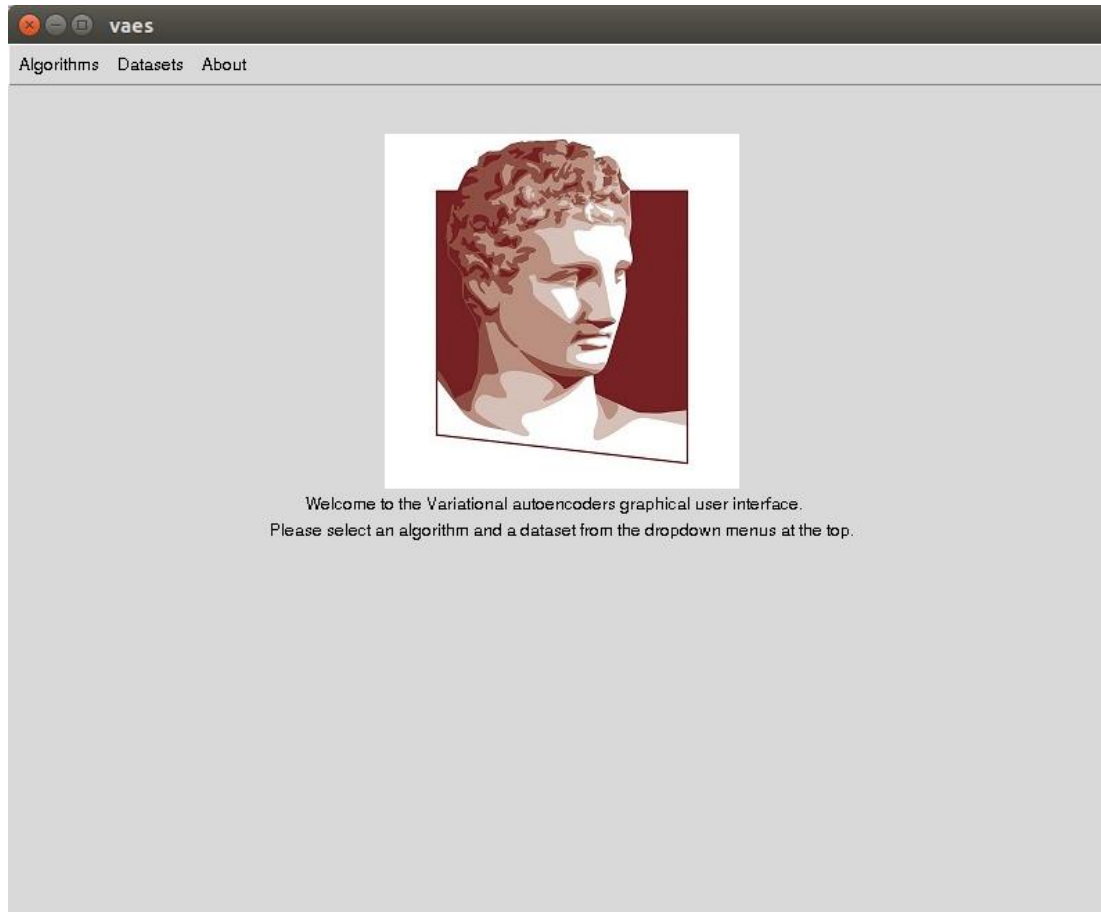 vaes
Algorithms Datasets About
Welcome to the Variational autoencoders graphical user interface.
Please select an algorithm and a dataset from the dropdown menus at the top.